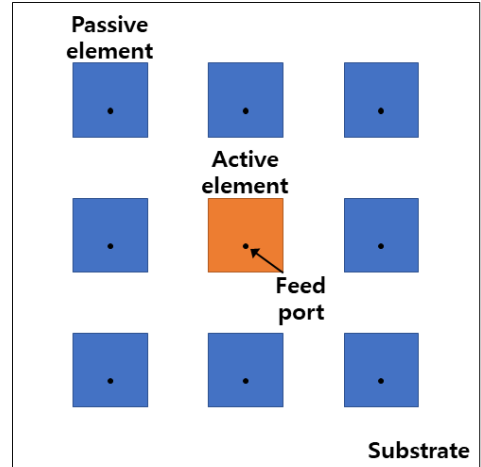 Passive
element
Active
element
Feed
port
Substrate